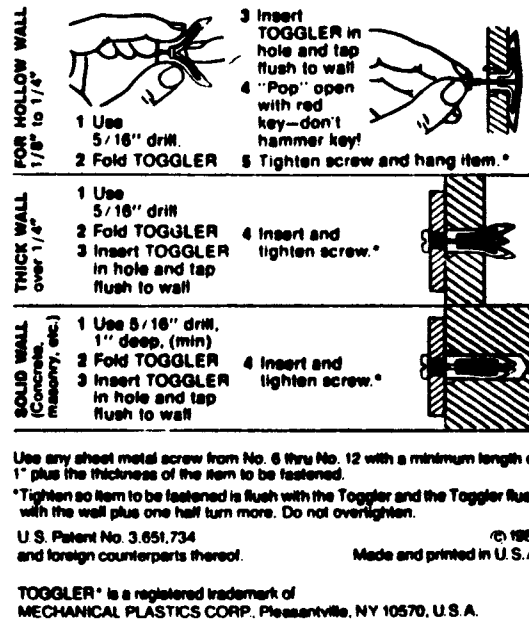 FOR HOLLOW WALL
1/8" to 1/4"
1 Use
5/16" drill.
2 Fold TOGGLER
3 Insert
TOGGLER in
hole and tap
flush to wall
4 "Pop" open
with red
key—don't
hammer key!
5 Tighten screw and hang item.*
THICK WALL
over 1/4"
1 Use
5/16" drill
2 Fold TOGGLER
3 Insert TOGGLER
in hole and tap
flush to wall
4 Insert and
tighten screw.*
SOLID WALL
(Concrete,
masonry, etc.)
1 Use 5/16" drill,
1" deep, (min)
2 Fold TOGGLER
3 Insert TOGGLER
in hole and tap
flush to wall
4 Insert and
tighten screw.*
Use any sheet metal screw from No. 6 thru No. 12 with a minimum length
1" plus the thickness of the item to be fastened.
*Tighten so item to be fastened is flush with the Toggler and the Toggler flus
with the wall plus one half turn more. Do not overtighten.
U.S. Patent No. 3,651,734
and foreign counterparts thereof.
© 198
Made and printed in U.S.A
TOGGLER* is a registered trademark of
MECHANICAL PLASTICS CORP., Pleasantville, NY 10570, U.S.A.